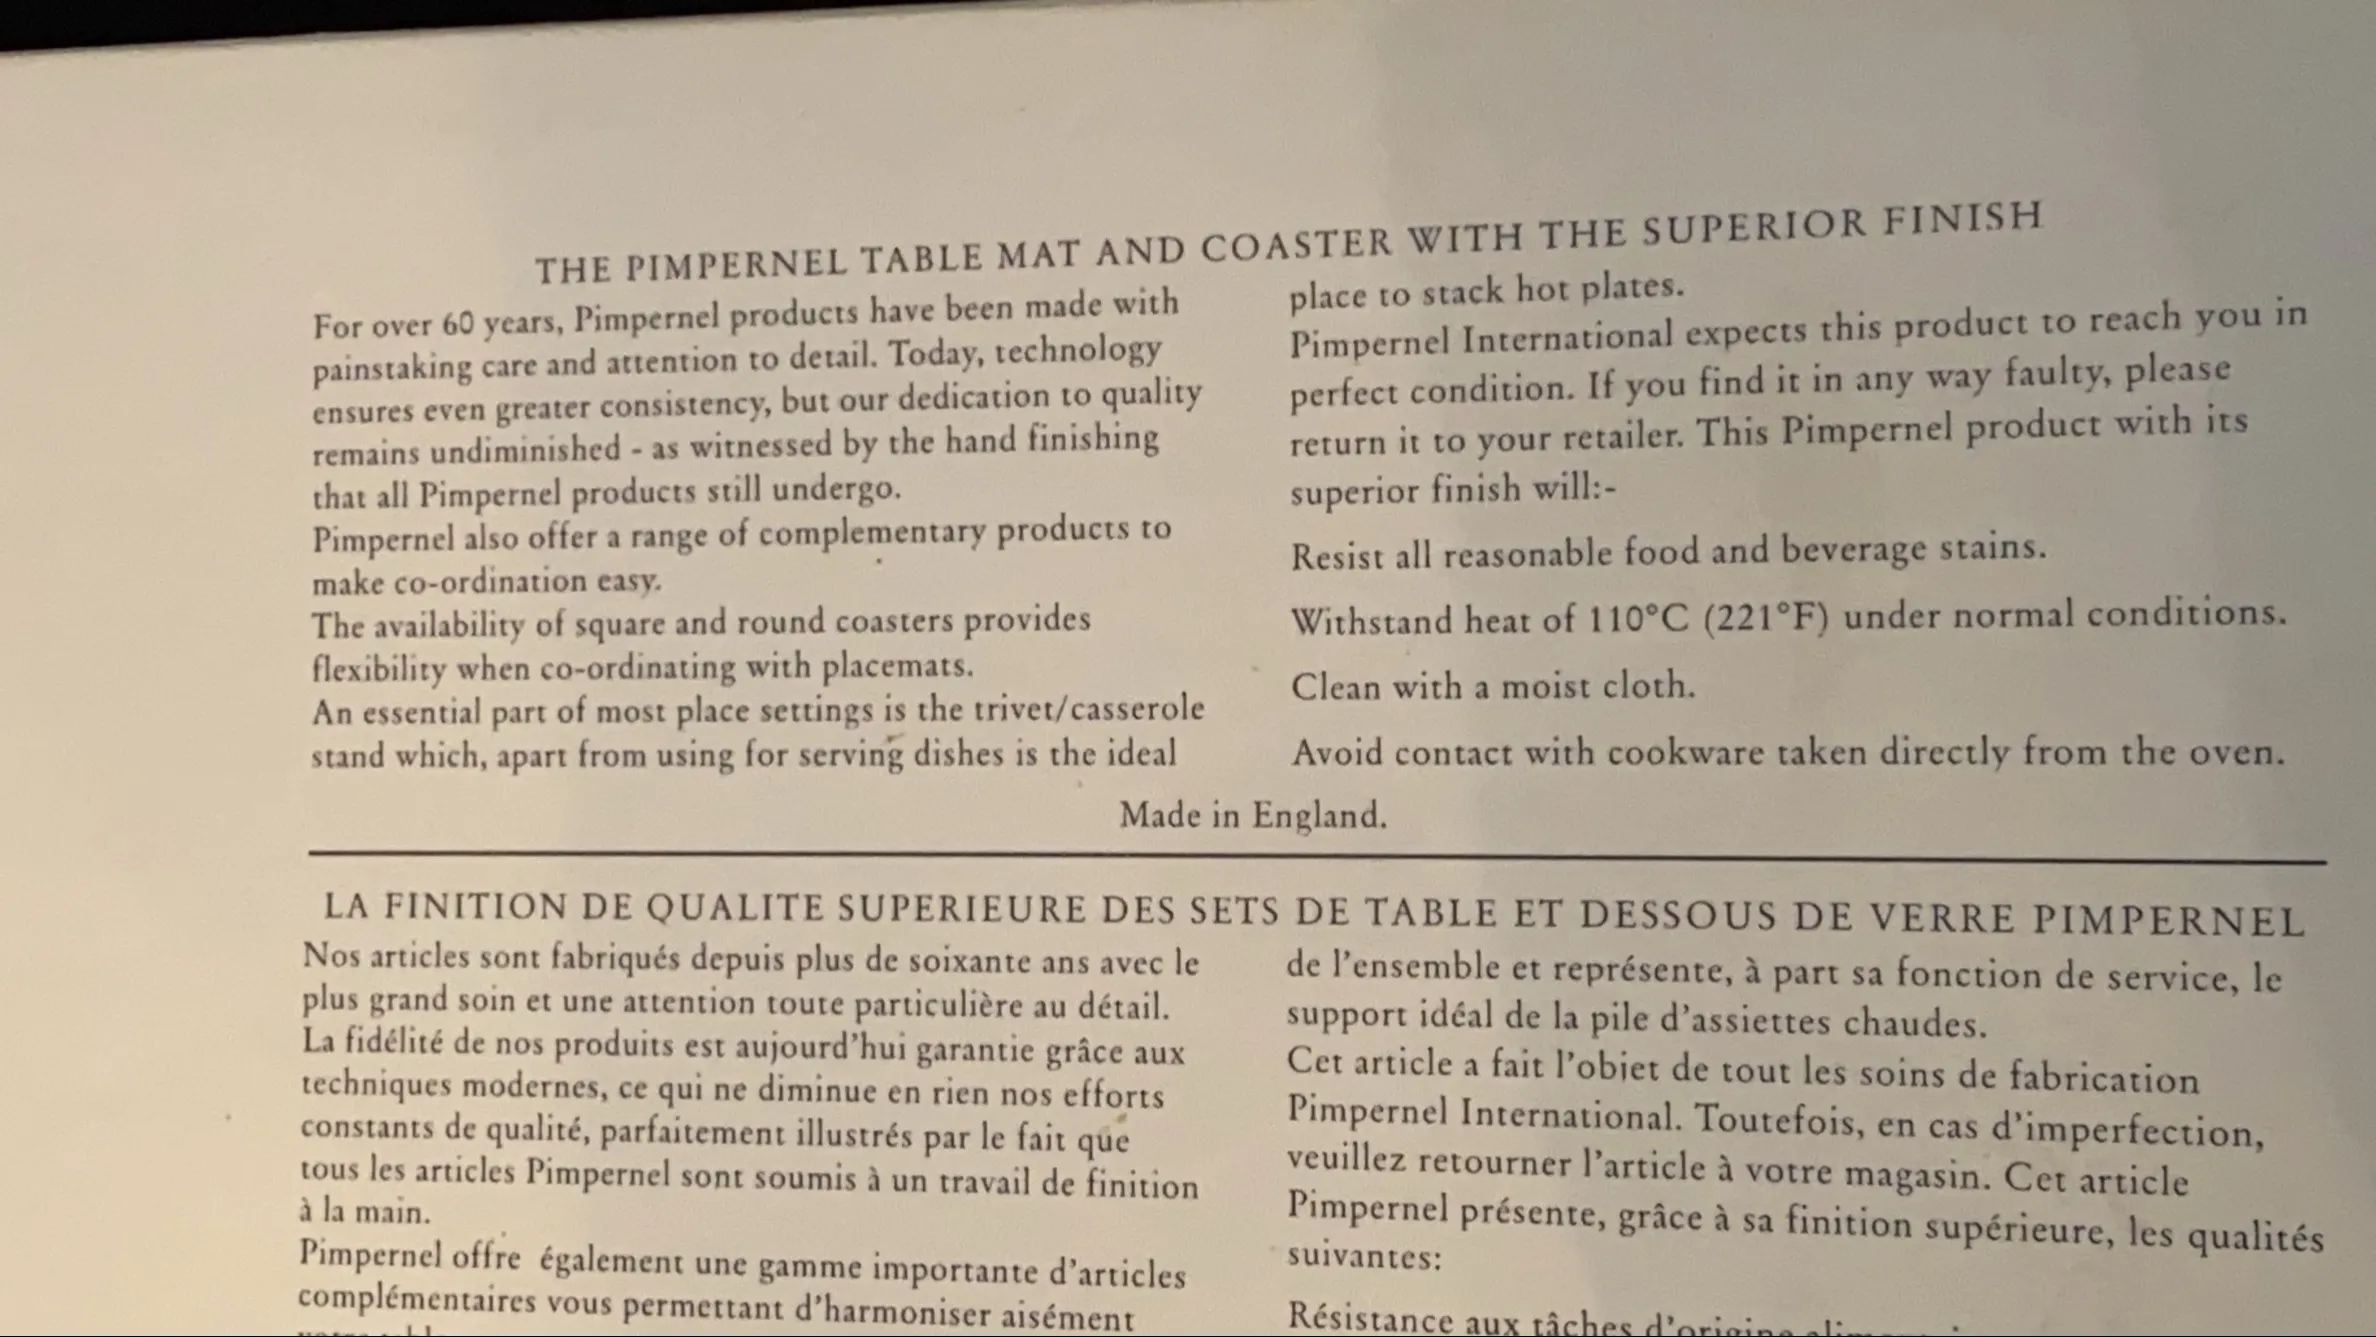 THE PIMPERNEL TABLE MAT AND COASTER WITH THE SUPERIOR FINISH
For over 60 years, Pimpernel products have been made with
painstaking care and attention to detail. Today, technology
ensures even greater consistency, but our dedication to quality
remains undiminished - as witnessed by the hand finishing
that all Pimpernel products still undergo.
Pimpernel also offer a range of complementary products to
make co-ordination easy.
The availability of square and round coasters provides
flexibility when co-ordinating with placemats.
An essential part of most place settings is the trivet/casserole
stand which, apart from using for serving dishes is the ideal
place to stack hot plates.
Pimpernel International expects this product to reach you in
perfect condition. If you find it in any way faulty, please
return it to your retailer. This Pimpernel product with its
superior finish will:-
Resist all reasonable food and beverage stains.
Withstand heat of 110°C (221°F) under normal conditions.
Clean with a moist cloth.
Avoid contact with cookware taken directly from the oven.
Made in England.
LA FINITION DE QUALITE SUPERIEURE DES SETS DE TABLE ET DESSOUS DE VERRE PIMPERNEL
Nos articles sont fabriqués depuis plus de soixante ans avec le
plus grand soin et une attention toute particulière au détail.
La fidélité de nos produits est aujourd'hui garantie grâce aux
techniques modernes, ce qui ne diminue en rien nos efforts
constants de qualité, parfaitement illustrés par le fait que
tous les articles Pimpernel sont soumis à un travail de finition
à la main.
Pimpernel offre également une gamme importante d'articles
complémentaires vous permettant d'harmoniser aisément
de l'ensemble et représente, à part sa fonction de service, le
support idéal de la pile d'assiettes chaudes.
Cet article a fait l'objet de tout les soins de fabrication
Pimpernel International. Toutefois, en cas d'imperfection,
veuillez retourner l'article à votre magasin. Cet article
Pimpernel présente, grâce à sa finition supérieure, les qualités
suivantes:
Résistance aux tâches d'origine